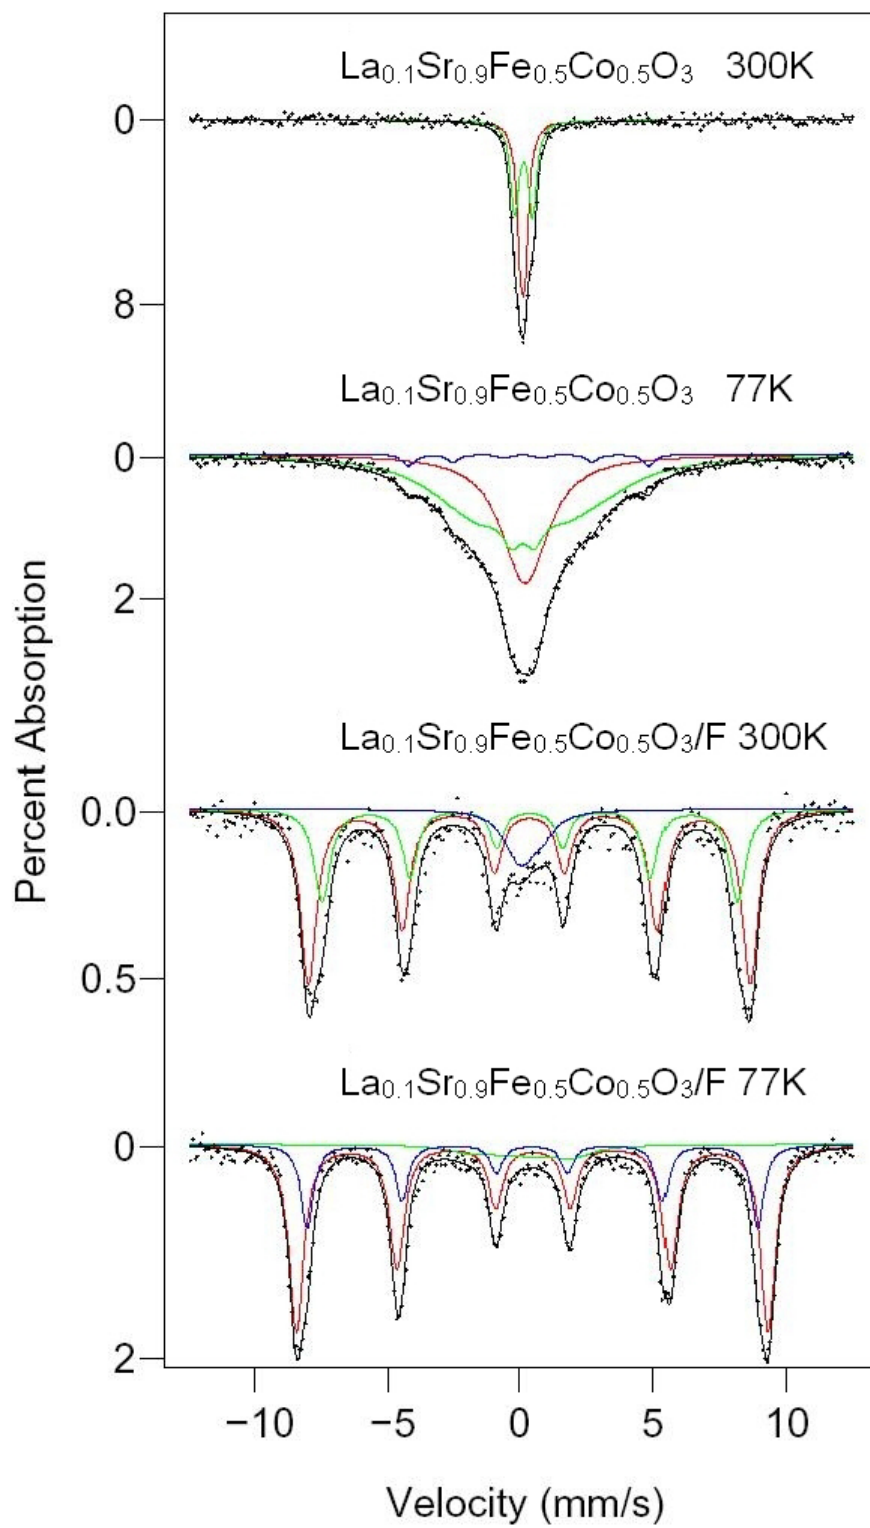 La₀.₁Sr₀.₉Fe₀.₅Co₀.₅O₃ 300K
0
8
La₀.₁Sr₀.₉Fe₀.₅Co₀.₅O₃ 77K
0
2
La₀.₁Sr₀.₉Fe₀.₅Co₀.₅O₃/F 300K
0.0
0.5
La₀.₁Sr₀.₉Fe₀.₅Co₀.₅O₃/F 77K
0
2
Percent Absorption
−10 −5 0 5 10
Velocity (mm/s)